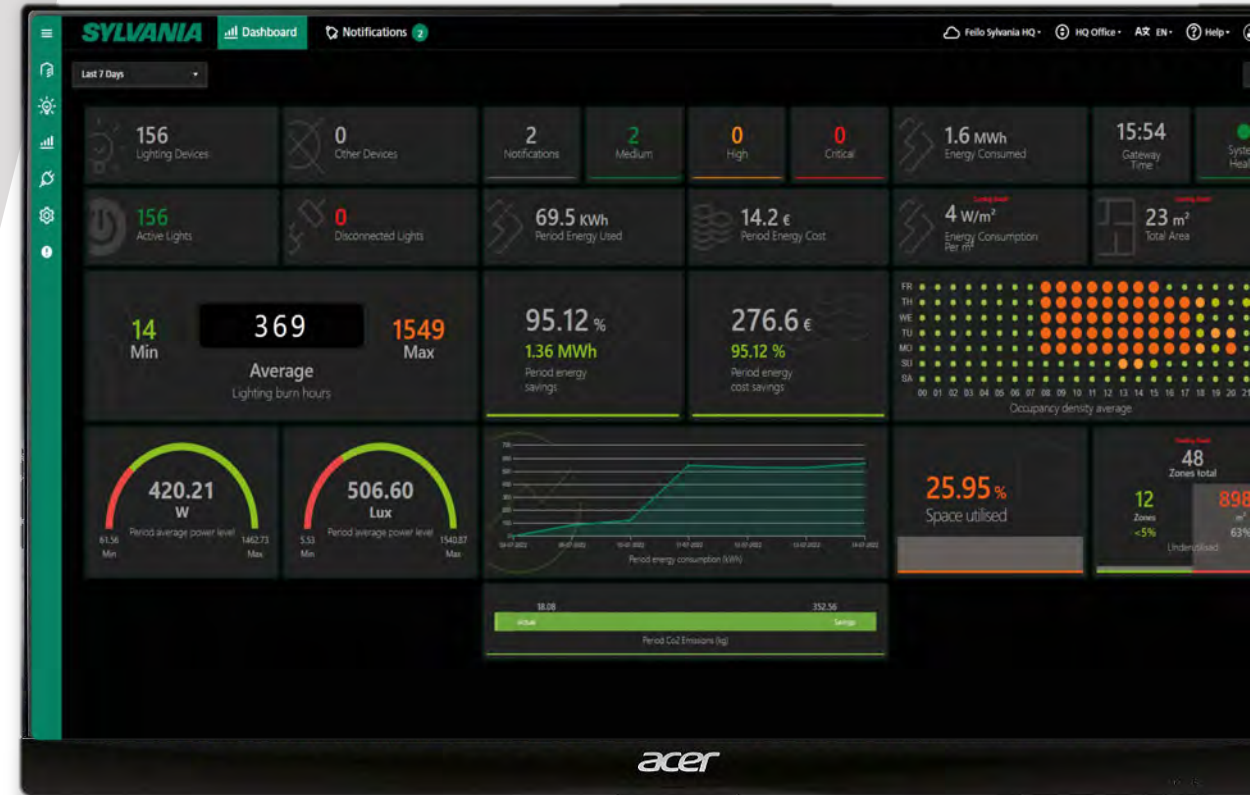 SYLVANIA
Dashboard
Notifications 2
Feilo Sylvania HQ
HQ Office
EN
Help
Last 7 Days
156
Lighting Devices
0
Other Devices
2
Notifications
2
Medium
0
High
0
Critical
1.6 MWh
Energy Consumed
15:54
Gateway
Time
156
Active Lights
0
Disconnected Lights
69.5 KWh
Period Energy Used
14.2 €
Period Energy Cost
4 W/m²
Energy Consumption
Per m²
23 m²
Total Area
14
Min
369
Average
Lighting burn hours
1549
Max
95.12 %
1.36 MWh
Period energy
savings
276.6 €
95.12 %
Period energy
cost savings
FR
TH
WE
TU
MO
SU
SA
00 01 02 03 04 05 06 07 08 09 10 11 12 13 14 15 16 17 18 19 20 21
Occupancy density average
420.21
W
Period average power level
61.56
Min
1462.73
Max
506.60
Lux
Period average power level
5.53
Min
1540.87
Max
Period energy consumption (kWh)
25.95 %
Space utilised
48
Zones total
12
Zones
<5%
898
m²
63%
Underutilised
18.08
352.56
Actual
Savings
Period Co2 Emissions (kg)
acer